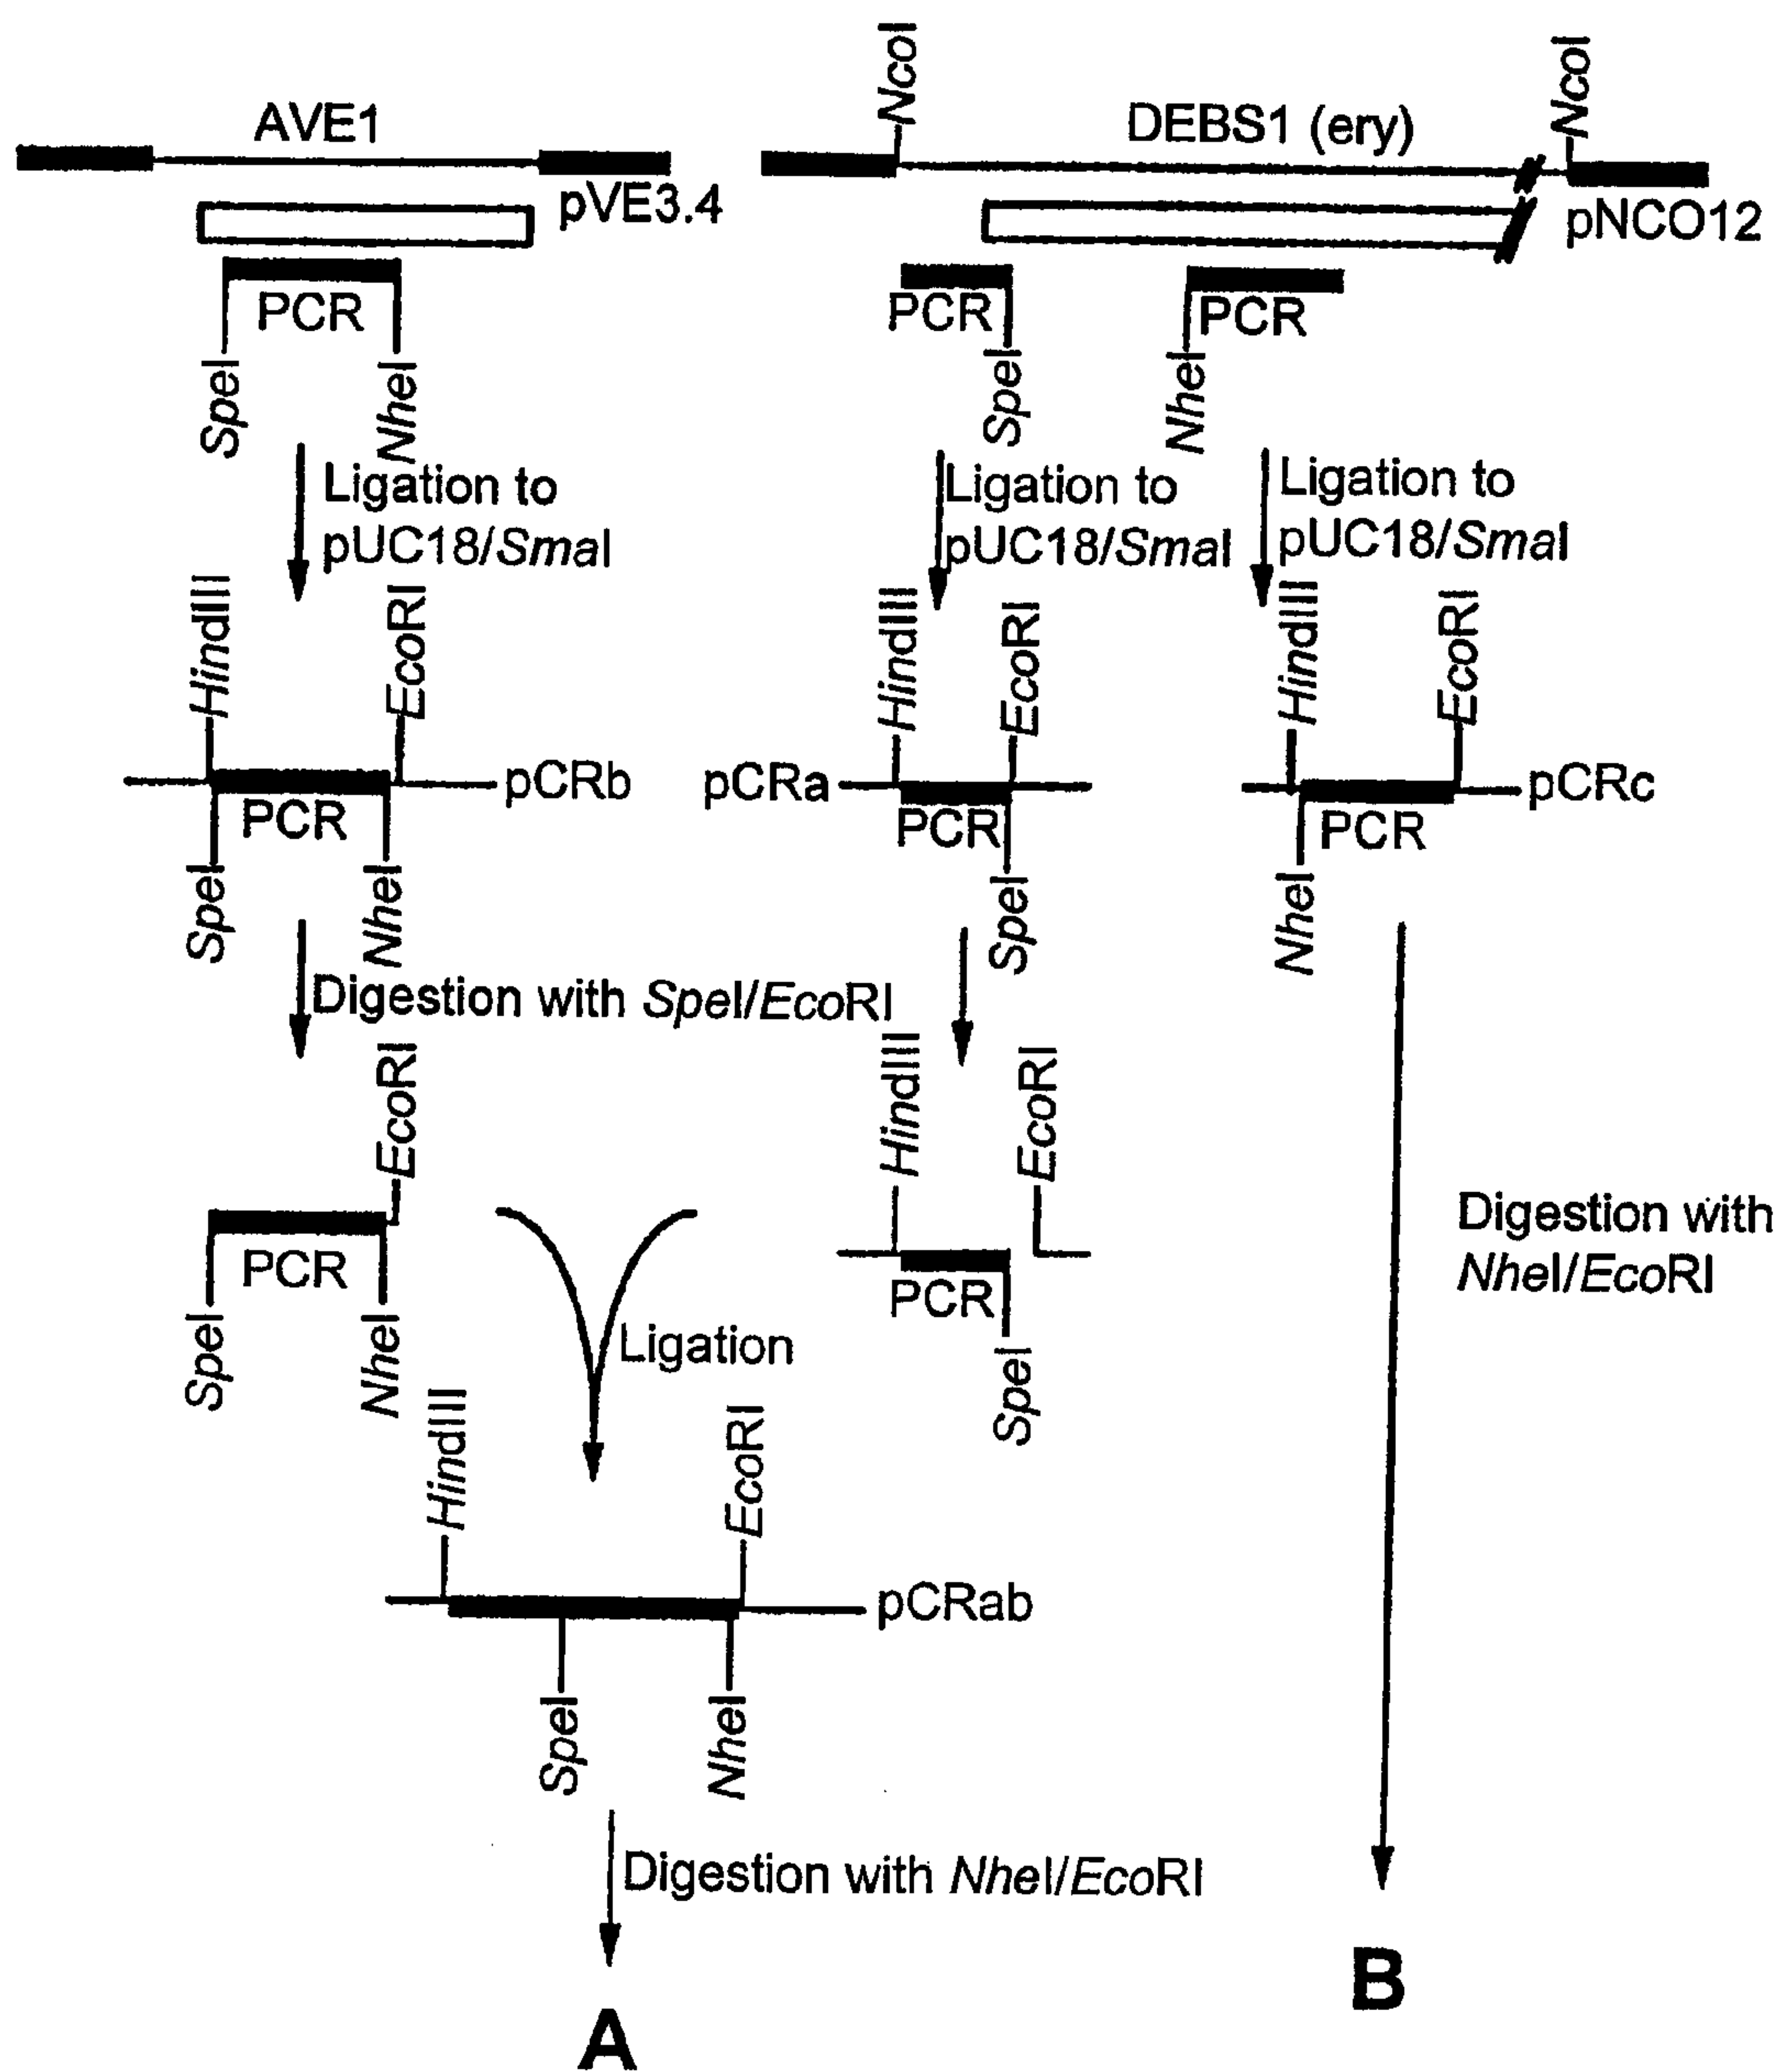 NcoI
NcoI
AVE1
DEBS1 (ery)
pVE3.4
pNCO12
PCR
PCR
PCR
SpeI
NheI
SpeI
NheI
Ligation to
pUC18/SmaI
Ligation to
pUC18/SmaI
Ligation to
pUC18/SmaI
HindIII
EcoRI
HindIII
EcoRI
HindIII
EcoRI
pCRb
pCRa
pCRc
PCR
PCR
PCR
SpeI
NheI
SpeI
NheI
Digestion with SpeI/EcoRI
EcoRI
HindIII
EcoRI
PCR
PCR
SpeI
NheI
SpeI
Digestion with
NheI/EcoRI
Ligation
HindIII
EcoRI
pCRab
SpeI
NheI
Digestion with NheI/EcoRI
A
B